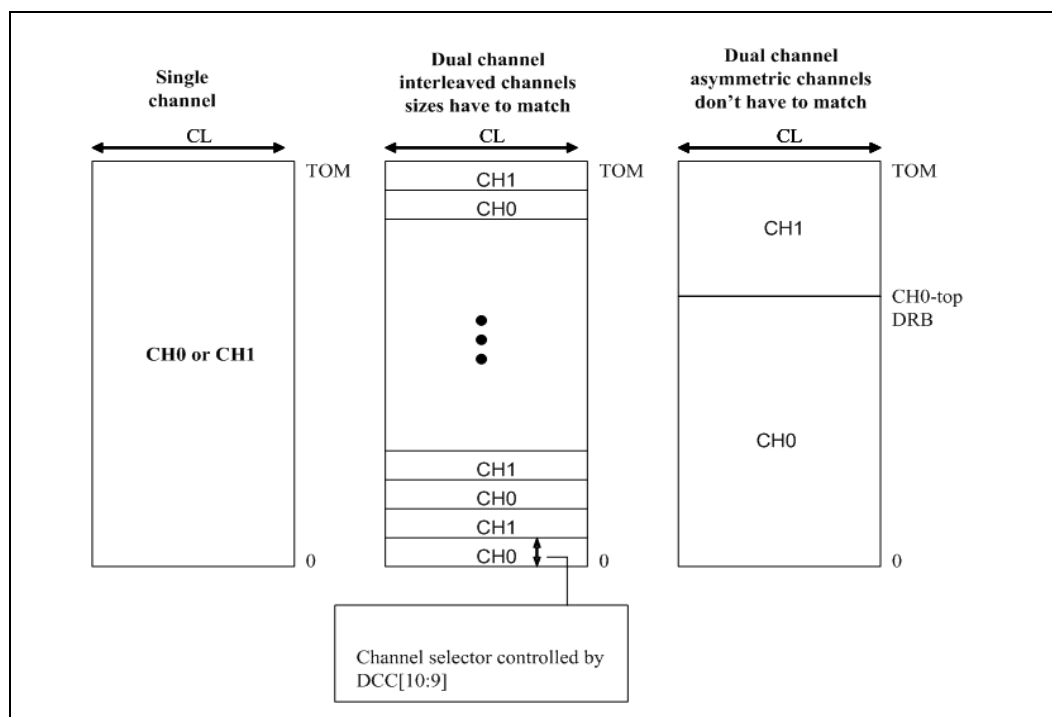 Single
channel
CL
TOM
CH0 or CH1
0
Dual channel
interleaved channels
sizes have to match
CL
TOM
CH1
CH0
CH1
CH0
CH1
CH0
0
Channel selector controlled by
DCC[10:9]
Dual channel
asymmetric channels
don't have to match
CL
TOM
CH1
CH0-top
DRB
CH0
0